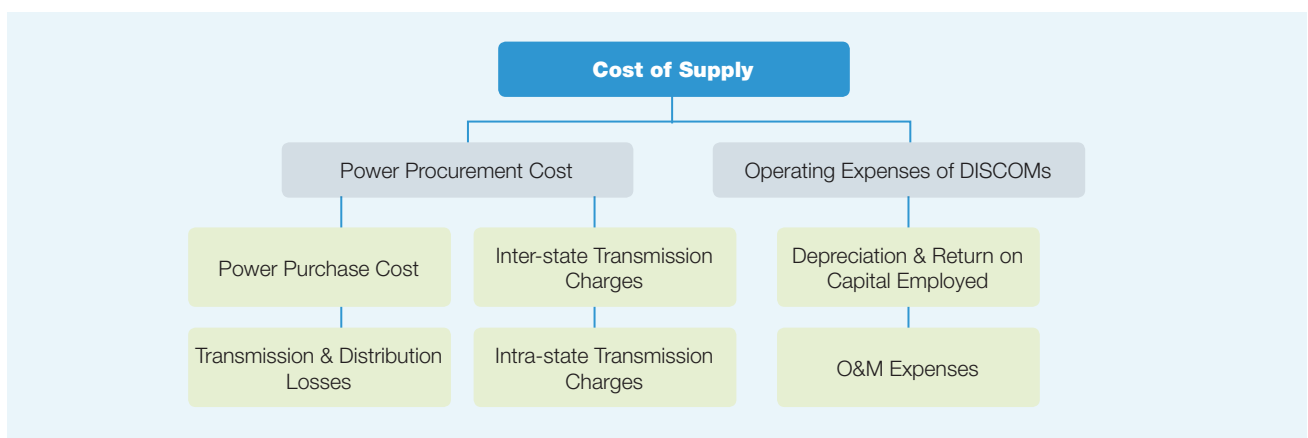 Cost of Supply
Power Procurement Cost
Operating Expenses of DISCOMs
Power Purchase Cost
Inter-state Transmission
Charges
Depreciation & Return on
Capital Employed
Transmission & Distribution
Losses
Intra-state Transmission
Charges
O&M Expenses